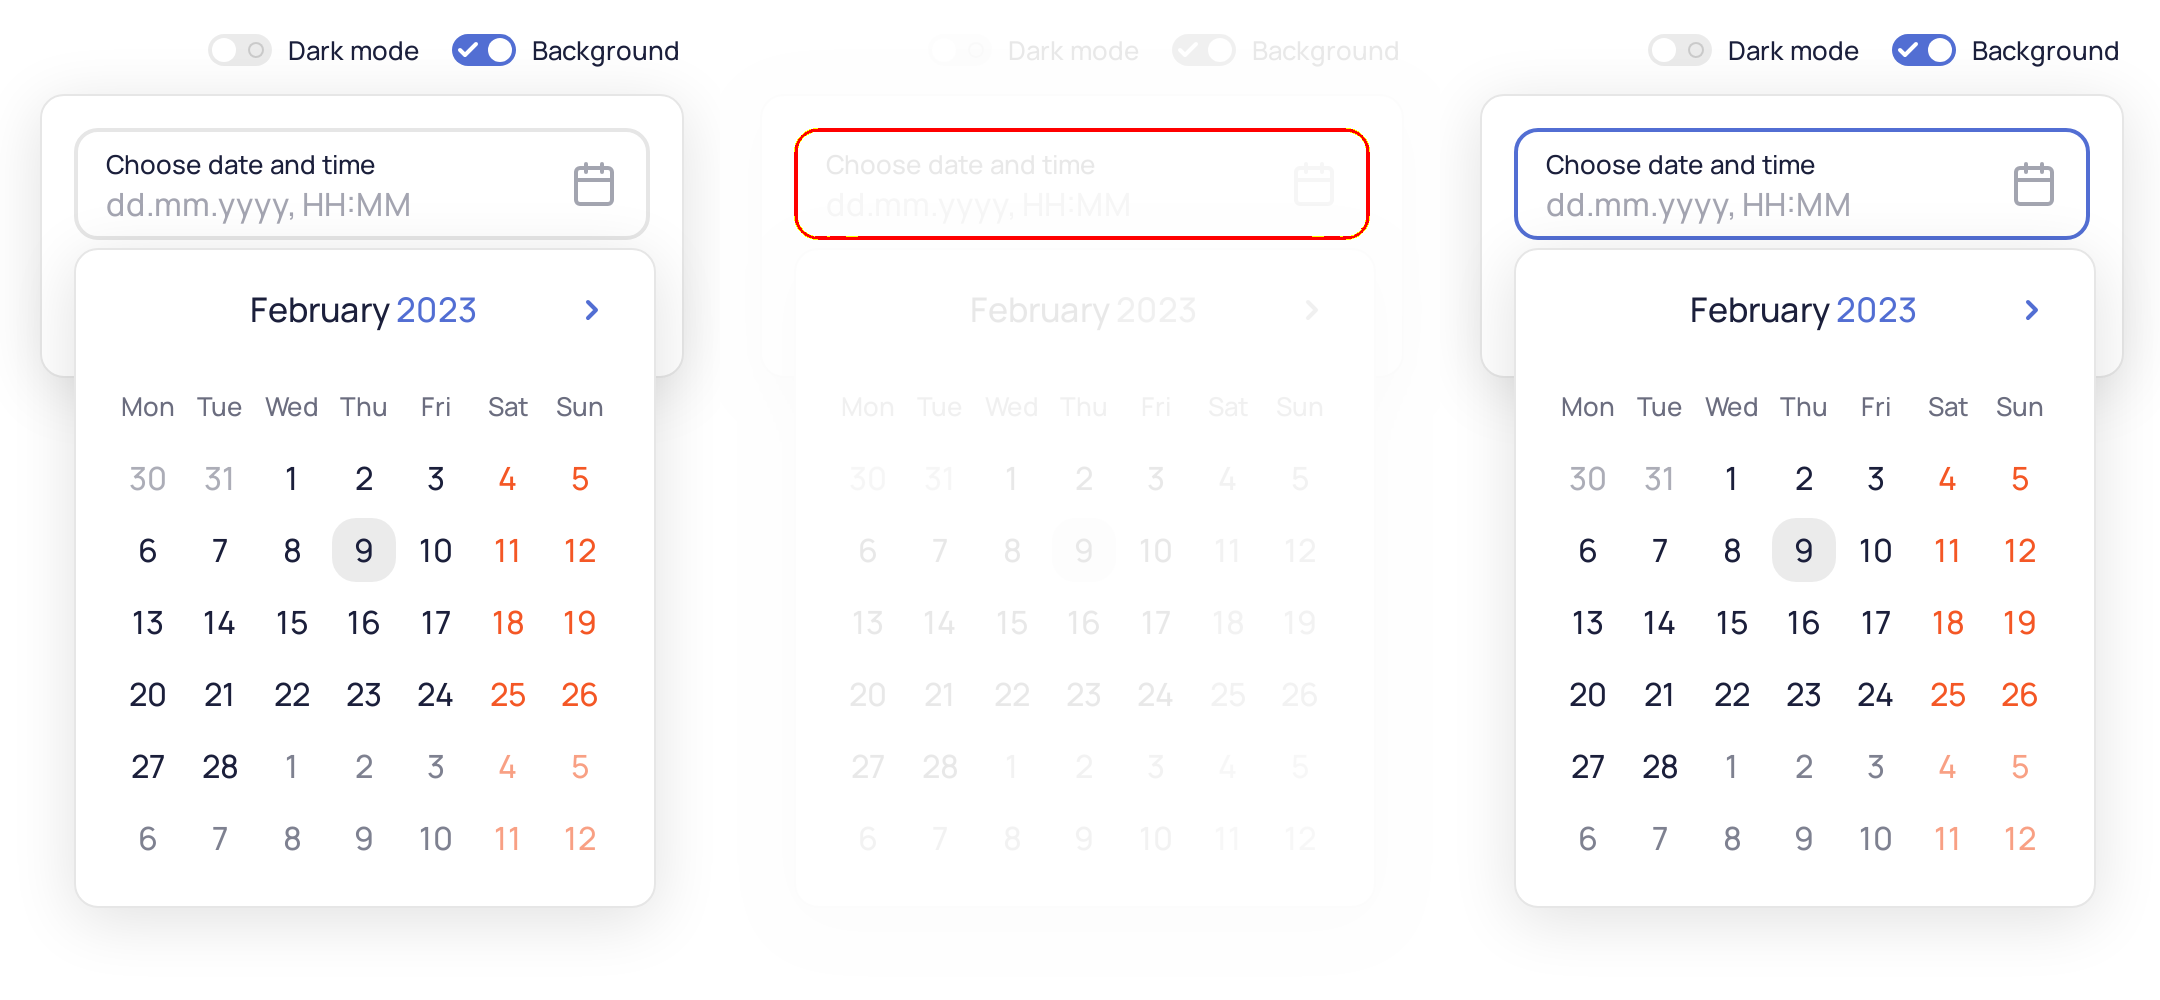 Dark mode Background
Choose date and time
dd.mm.yyyy, HH:MM
February 2023
Mon Tue Wed Thu Fri Sat Sun
30 31 1 2 3 4 5
6 7 8 9 10 11 12
13 14 15 16 17 18 19
20 21 22 23 24 25 26
27 28 1 2 3 4 5
6 7 8 9 10 11 12
Dark mode Background
Choose date and time
dd.mm.yyyy, HH:MM
February 2023
Mon Tue Wed Thu Fri Sat Sun
30 31 1 2 3 4 5
6 7 8 9 10 11 12
13 14 15 16 17 18 19
20 21 22 23 24 25 26
27 28 1 2 3 4 5
6 7 8 9 10 11 12
Dark mode Background
Choose date and time
dd.mm.yyyy, HH:MM
February 2023
Mon Tue Wed Thu Fri Sat Sun
30 31 1 2 3 4 5
6 7 8 9 10 11 12
13 14 15 16 17 18 19
20 21 22 23 24 25 26
27 28 1 2 3 4 5
6 7 8 9 10 11 12